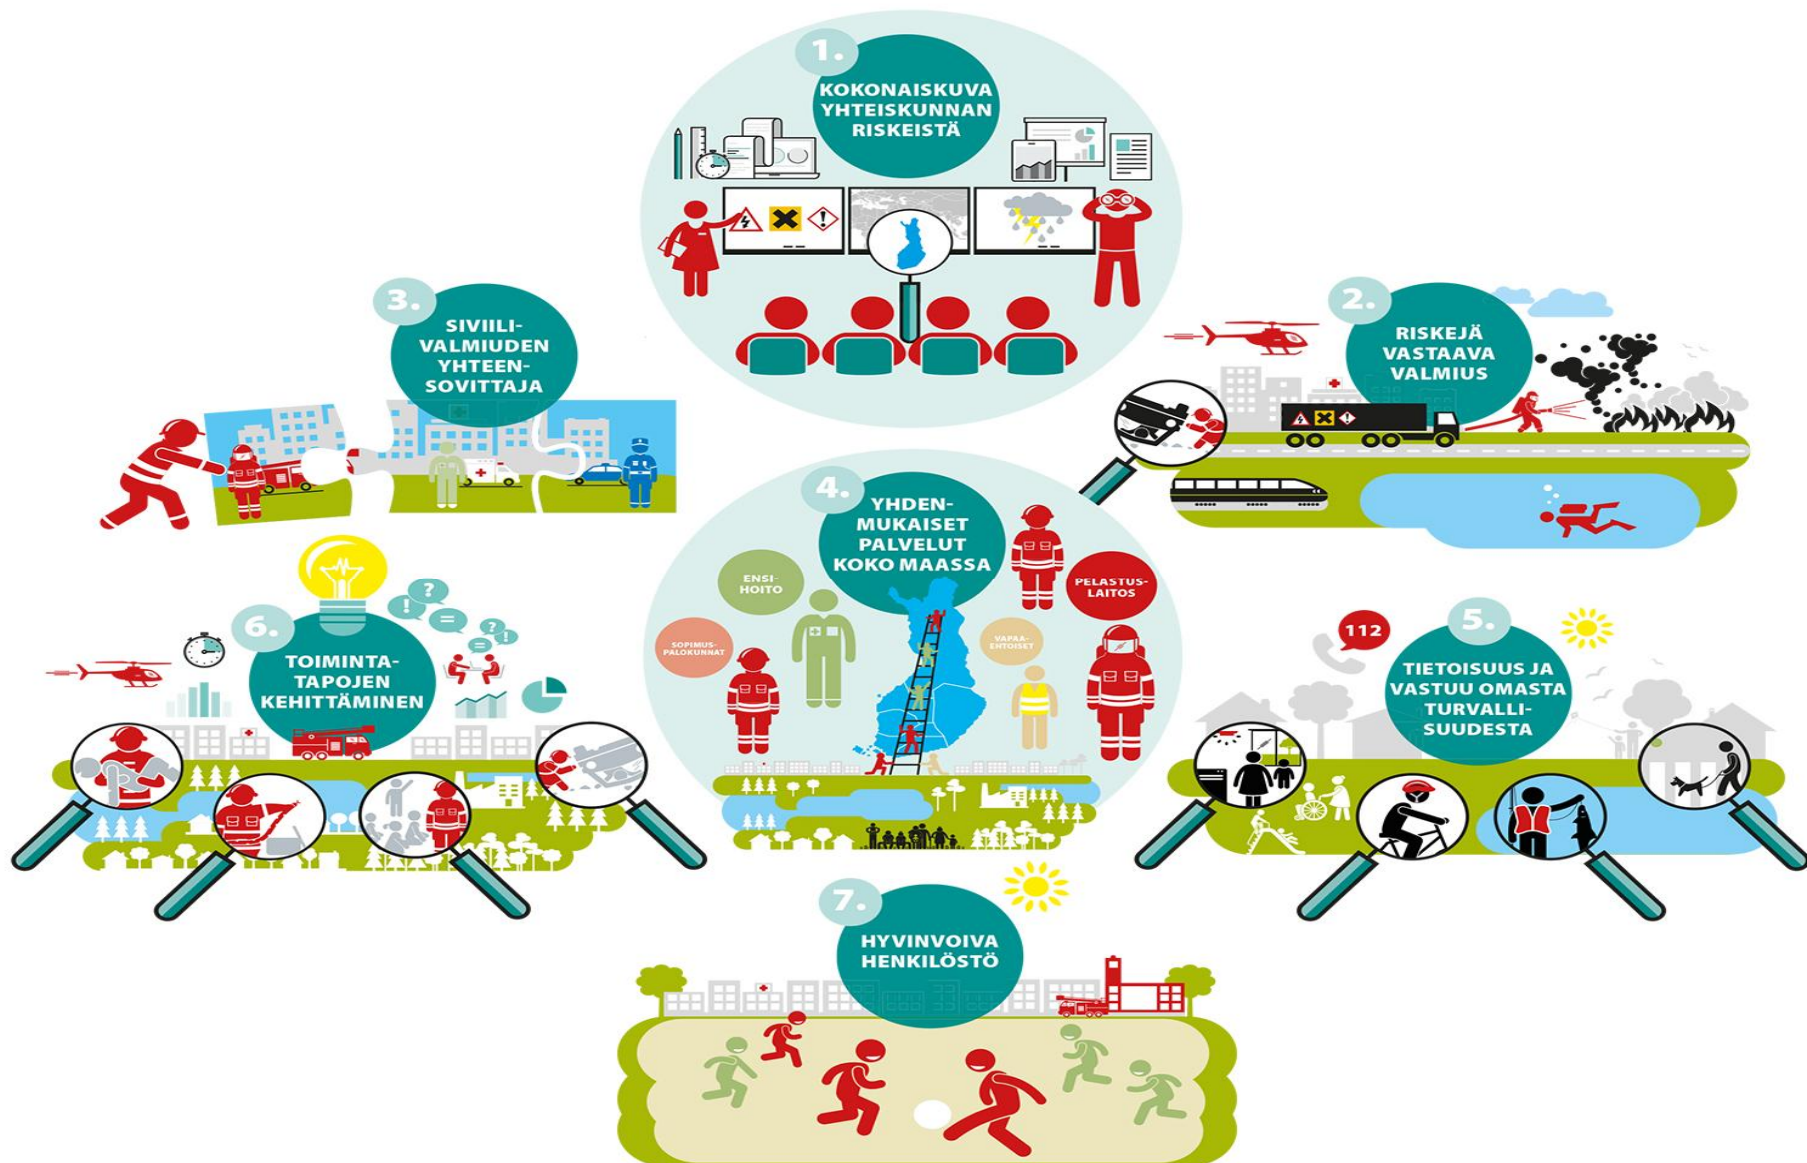 1.
KOKONAISKUVA
YHTEISKUNNAN
RISKEISTÄ
2.
RISKEJÄ
VASTAAVA
VALMIUS
3.
SIVIILI-
VALMIUDEN
YHTEEN-
SOVITTAJA
4.
YHDEN-
MUKAISET
PALVELUT
KOKO MAASSA
ENSI-
HOITO
PELASTUS-
LAITOS
SOPIMUS-
PALOKUNNAT
VAPAA-
EHTOISET
5.
TIETOISUUS JA
VASTUU OMASTA
TURVALLI-
SUUDESTA
112
6.
TOIMINTA-
TAPOJEN
KEHITTÄMINEN
? ! =
? ! =
7.
HYVINVOIVA
HENKILÖSTÖ